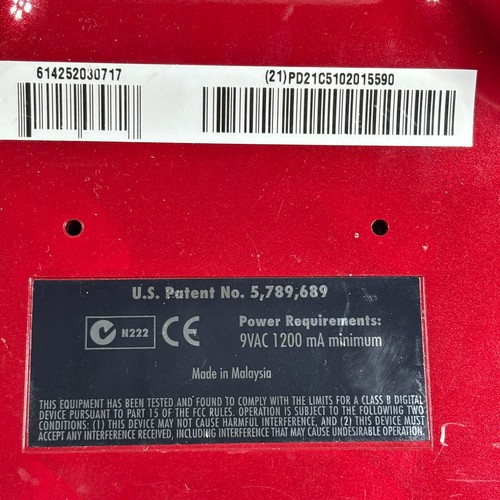 614252030717
(21)PD21C5102015590
U.S. Patent No. 5,789,689
N222 CE
Power Requirements:
9VAC 1200 mA minimum
Made in Malaysia
THIS EQUIPMENT HAS BEEN TESTED AND FOUND TO COMPLY WITH THE LIMITS FOR A CLASS B DIGITAL
DEVICE PURSUANT TO PART 15 OF THE FCC RULES. OPERATION IS SUBJECT TO THE FOLLOWING TWO
CONDITIONS: (1) THIS DEVICE MAY NOT CAUSE HARMFUL INTERFERENCE, AND (2) THIS DEVICE MUST
ACCEPT ANY INTERFERENCE RECEIVED, INCLUDING INTERFERENCE THAT MAY CAUSE UNDESIRABLE OPERATION.